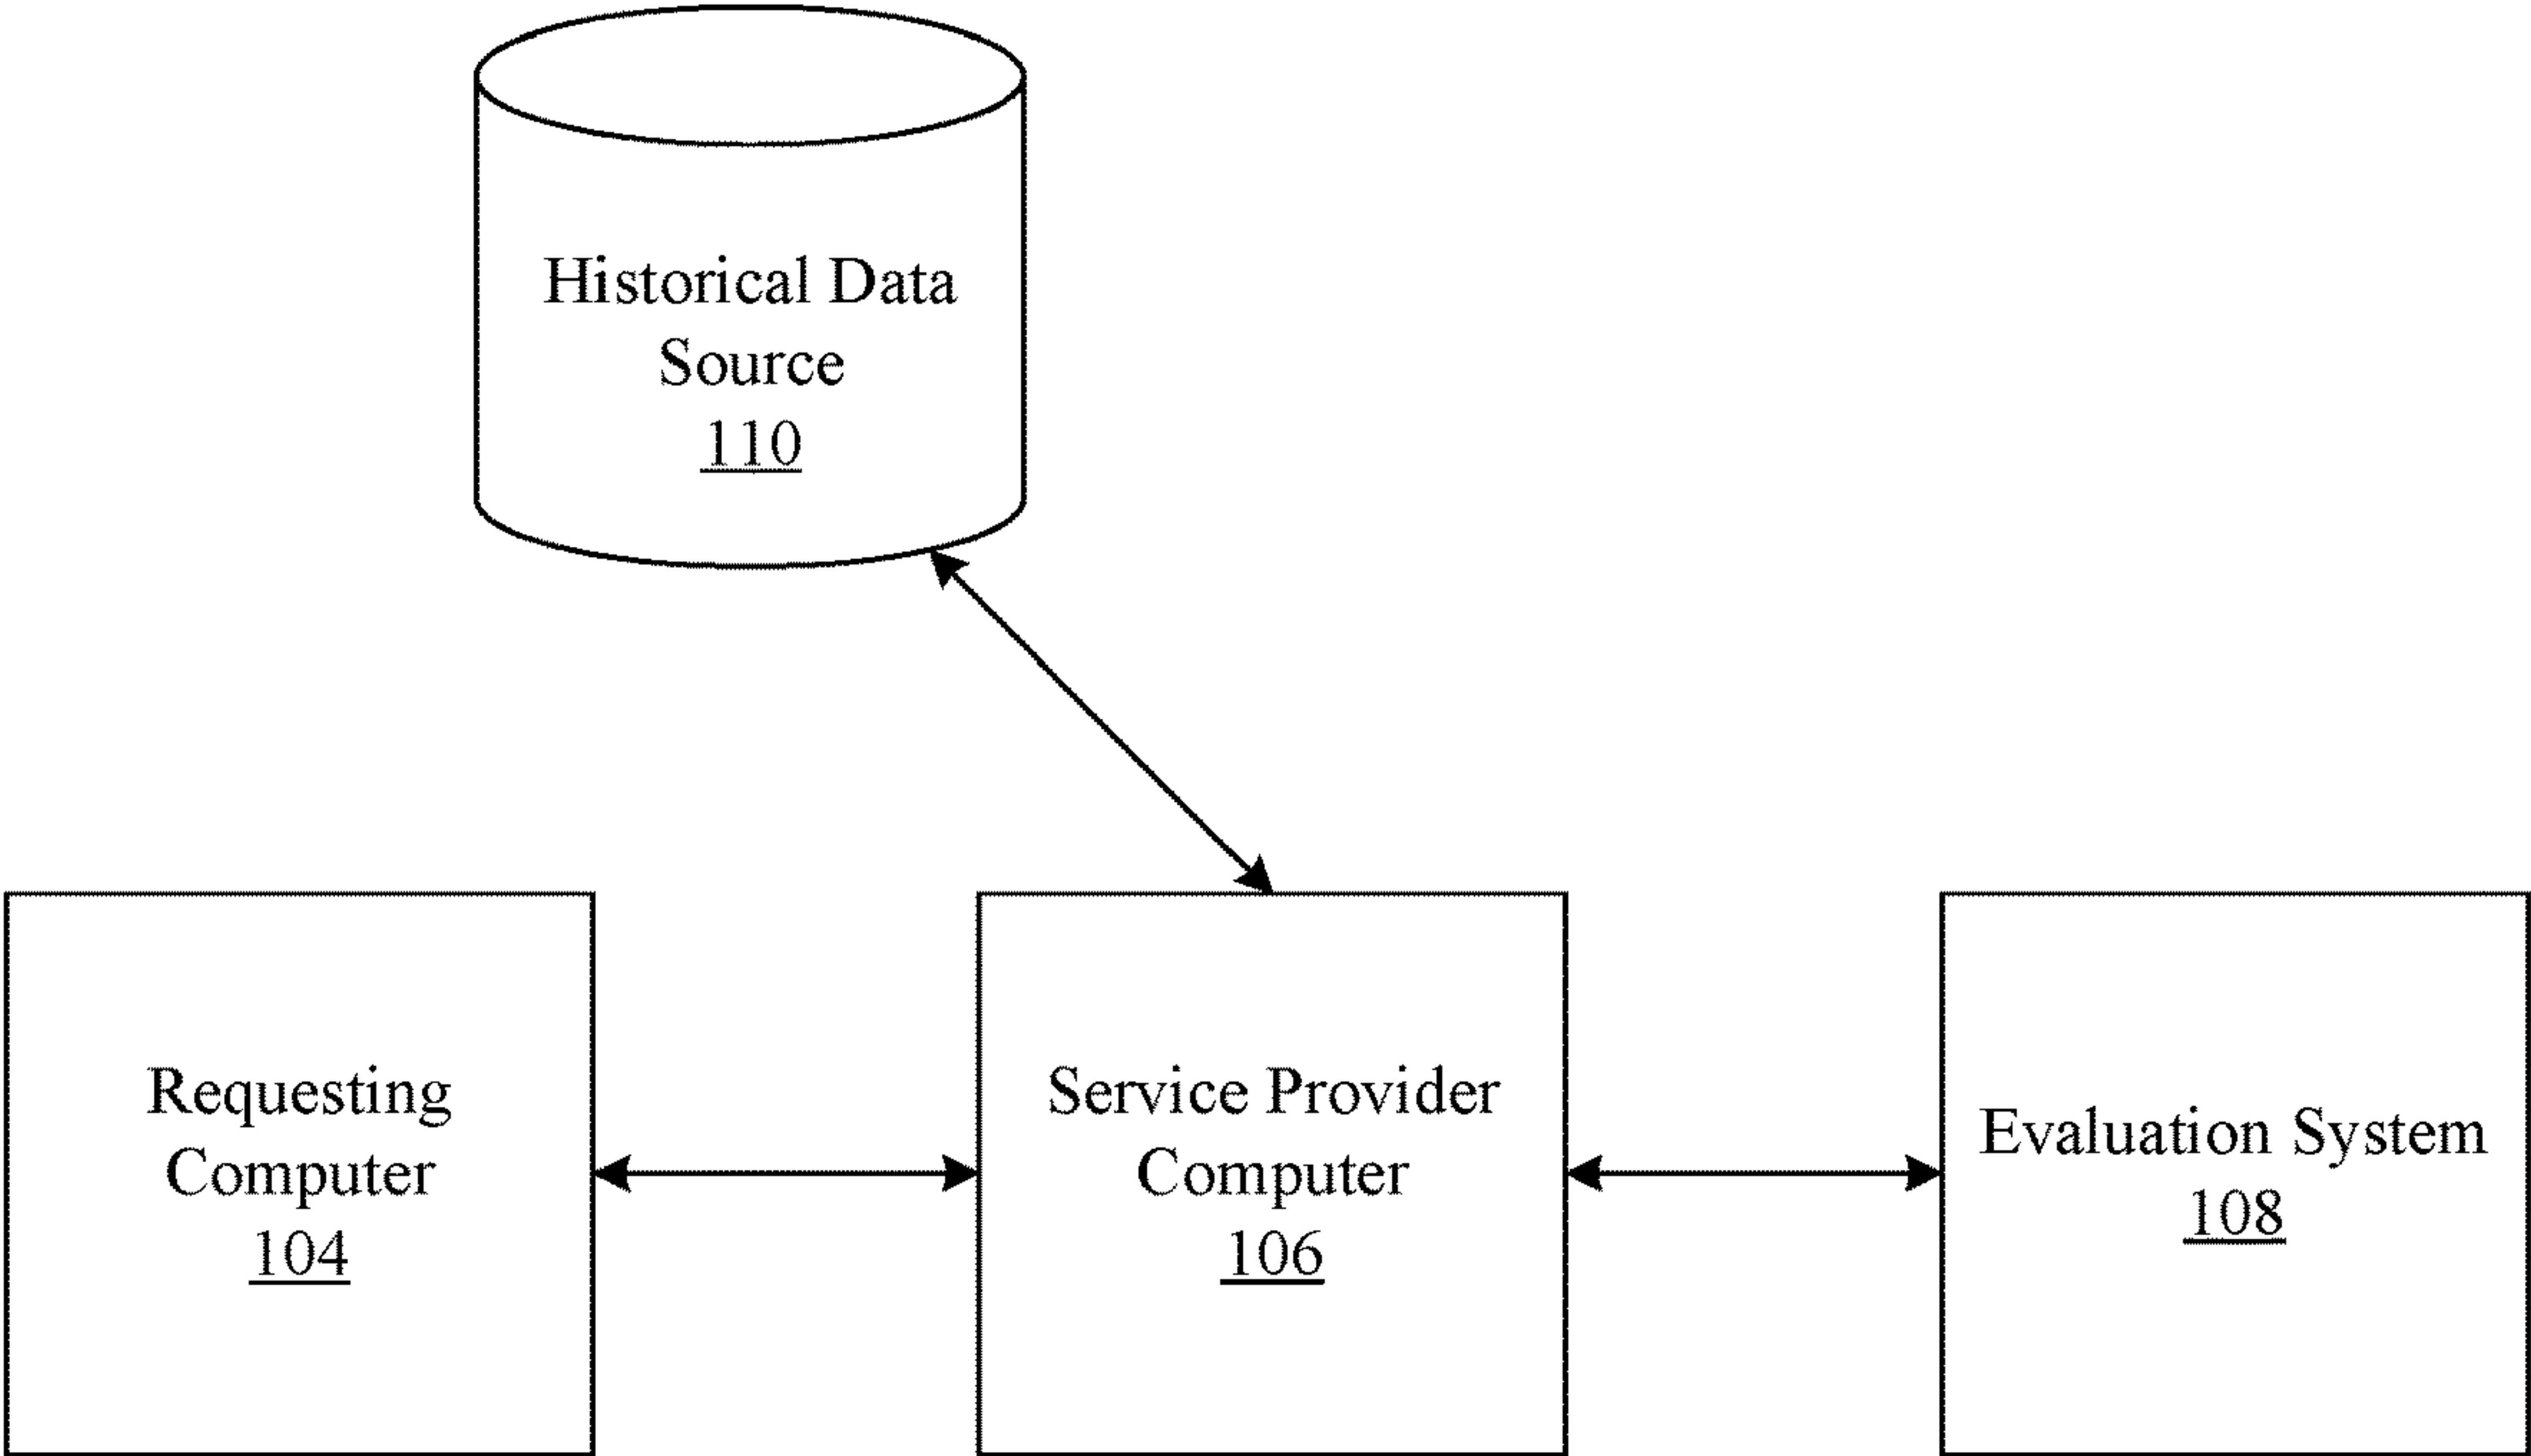 Historical Data
Source
110
Requesting
Computer
104
Service Provider
Computer
106
Evaluation System
108